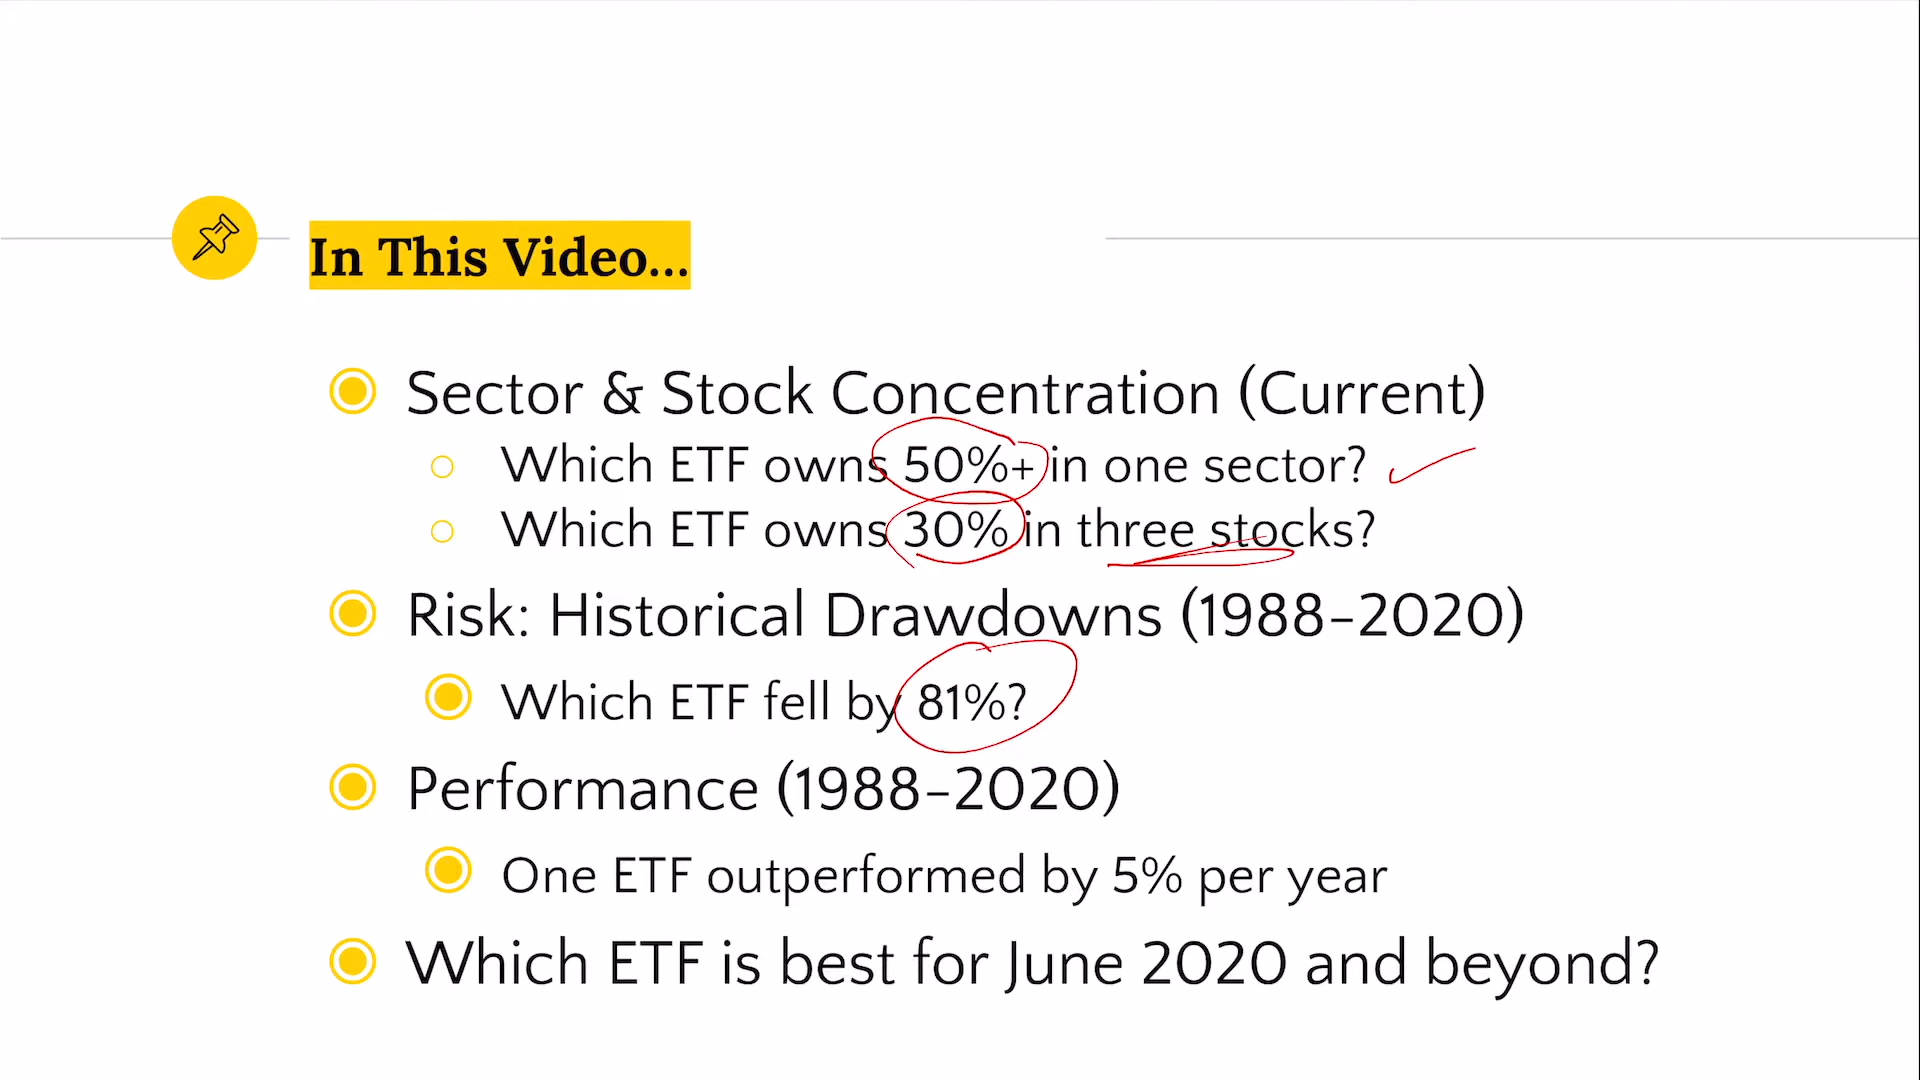 In This Video...
Sector & Stock Concentration (Current)
Which ETF owns 50%+ in one sector?
Which ETF owns 30% in three stocks?
Risk: Historical Drawdowns (1988-2020)
Which ETF fell by 81%?
Performance (1988-2020)
One ETF outperformed by 5% per year
Which ETF is best for June 2020 and beyond?